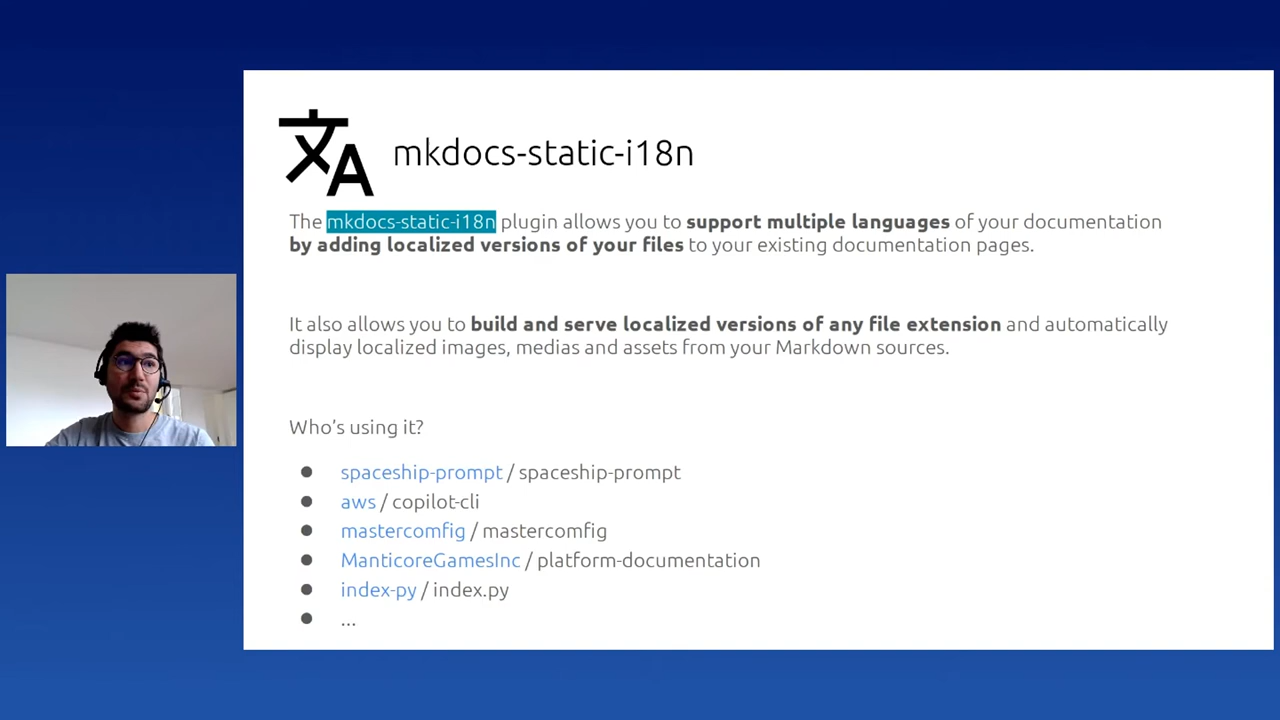 文A
mkdocs-static-i18n
The mkdocs-static-i18n plugin allows you to support multiple languages of your documentation
by adding localized versions of your files to your existing documentation pages.
It also allows you to build and serve localized versions of any file extension and automatically
display localized images, medias and assets from your Markdown sources.
Who's using it?
● spaceship-prompt / spaceship-prompt
● aws / copilot-cli
● mastercomfig / mastercomfig
● ManticoreGamesInc / platform-documentation
● index-py / index.py
● ...